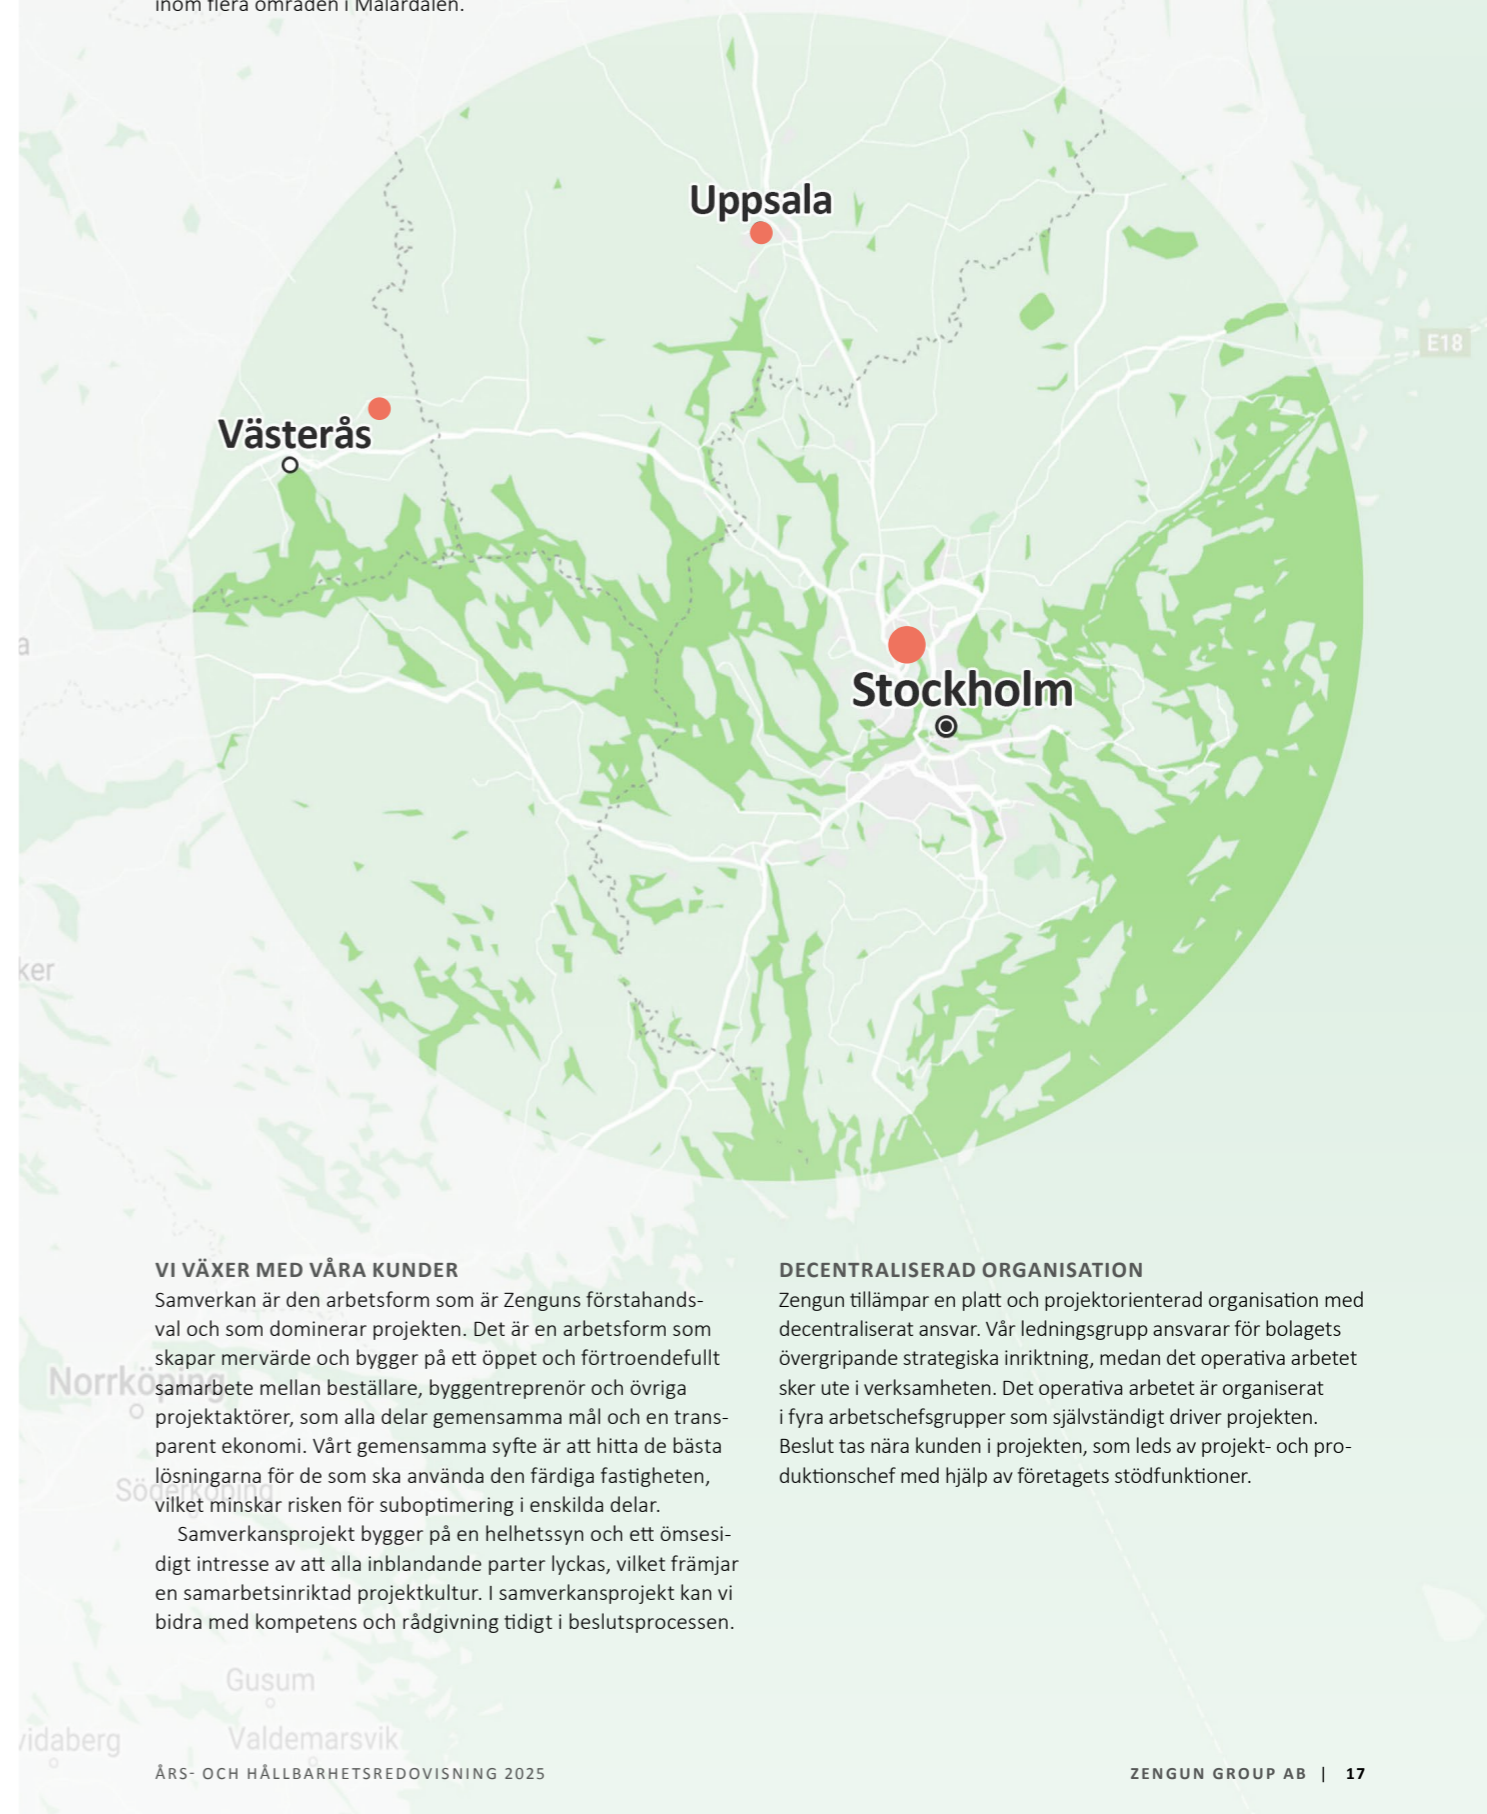 inom flera områden i Mälardalen.
Uppsala
E18
Västerås
a
Stockholm
ker
VI VÄXER MED VÅRA KUNDER
Samverkan är den arbetsform som är Zenguns förstahands-
val och som dominerar projekten. Det är en arbetsform som
skapar mervärde och bygger på ett öppet och förtroendefullt
samarbete mellan beställare, byggentreprenör och övriga
projektaktörer, som alla delar gemensamma mål och en trans-
parent ekonomi. Vårt gemensamma syfte är att hitta de bästa
lösningarna för de som ska använda den färdiga fastigheten,
vilket minskar risken för suboptimering i enskilda delar.
Samverkansprojekt bygger på en helhetssyn och ett ömsesi-
digt intresse av att alla inblandande parter lyckas, vilket främjar
en samarbetsinriktad projektkultur. I samverkansprojekt kan vi
bidra med kompetens och rådgivning tidigt i beslutsprocessen.
DECENTRALISERAD ORGANISATION
Zengun tillämpar en platt och projektorienterad organisation med
decentraliserat ansvar. Vår ledningsgrupp ansvarar för bolagets
övergripande strategiska inriktning, medan det operativa arbetet
sker ute i verksamheten. Det operativa arbetet är organiserat
i fyra arbetschefsgrupper som självständigt driver projekten.
Beslut tas nära kunden i projekten, som leds av projekt- och pro-
duktionschef med hjälp av företagets stödfunktioner.
Norrköping
Söderköping
Gusum
vidaberg
Valdemarsvik
ÅRS- OCH HÅLLBARHETSREDOVISNING 2025
ZENGUN GROUP AB | 17